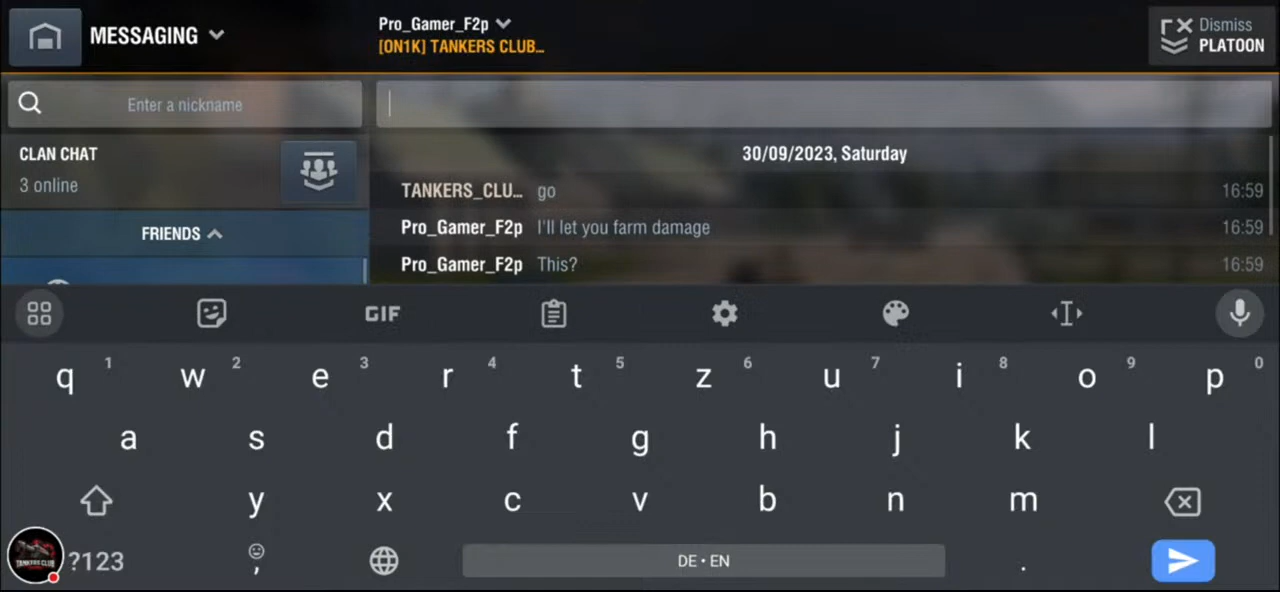 MESSAGING
Pro_Gamer_F2p
[ON1K] TANKERS CLUB...
Dismiss
PLATOON
Enter a nickname
CLAN CHAT
3 online
FRIENDS
30/09/2023, Saturday
TANKERS_CLU... go 16:59
Pro_Gamer_F2p I'll let you farm damage 16:59
Pro_Gamer_F2p This? 16:59
GIF
q 1 w 2 e 3 r 4 t 5 z 6 u 7 i 8 o 9 p 0
a s d f g h j k l
y x c v b n m
TANKERS CLUB ?123 , DE • EN .